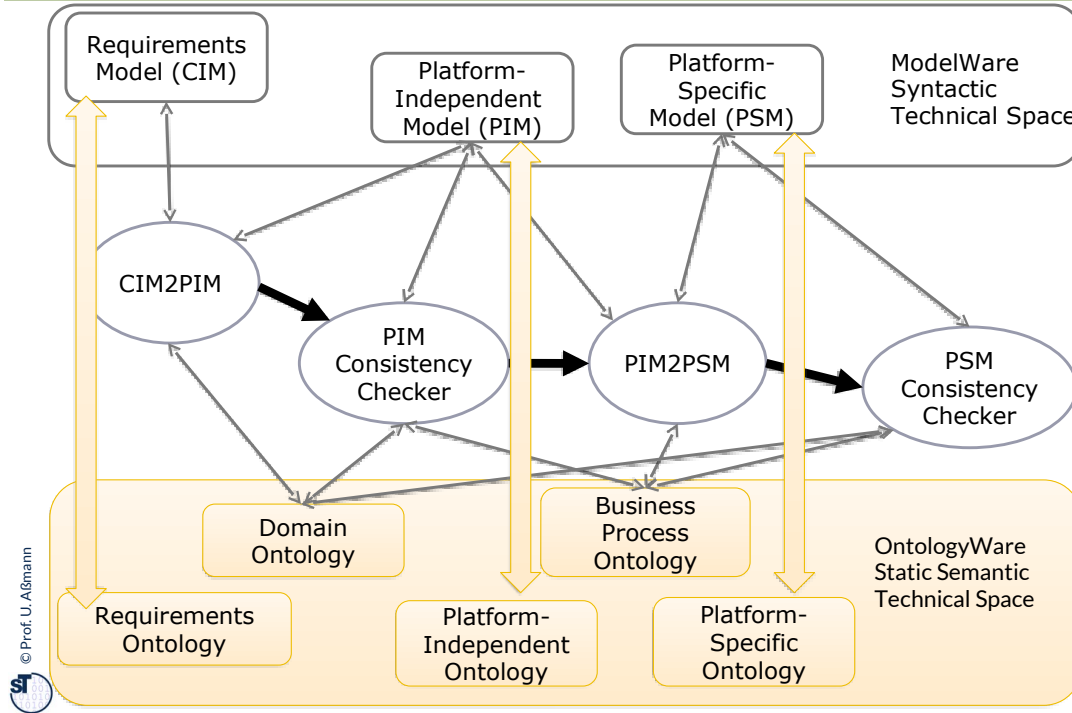 Requirements
Model (CIM)
Platform-
Independent
Model (PIM)
Platform-
Specific
Model (PSM)
ModelWare
Syntactic
Technical Space
CIM2PIM
PIM
Consistency
Checker
PIM2PSM
PSM
Consistency
Checker
Domain
Ontology
Business
Process
Ontology
OntologyWare
Static Semantic
Technical Space
Requirements
Ontology
Platform-
Independent
Ontology
Platform-
Specific
Ontology
© Prof. U. Aßmann
ST